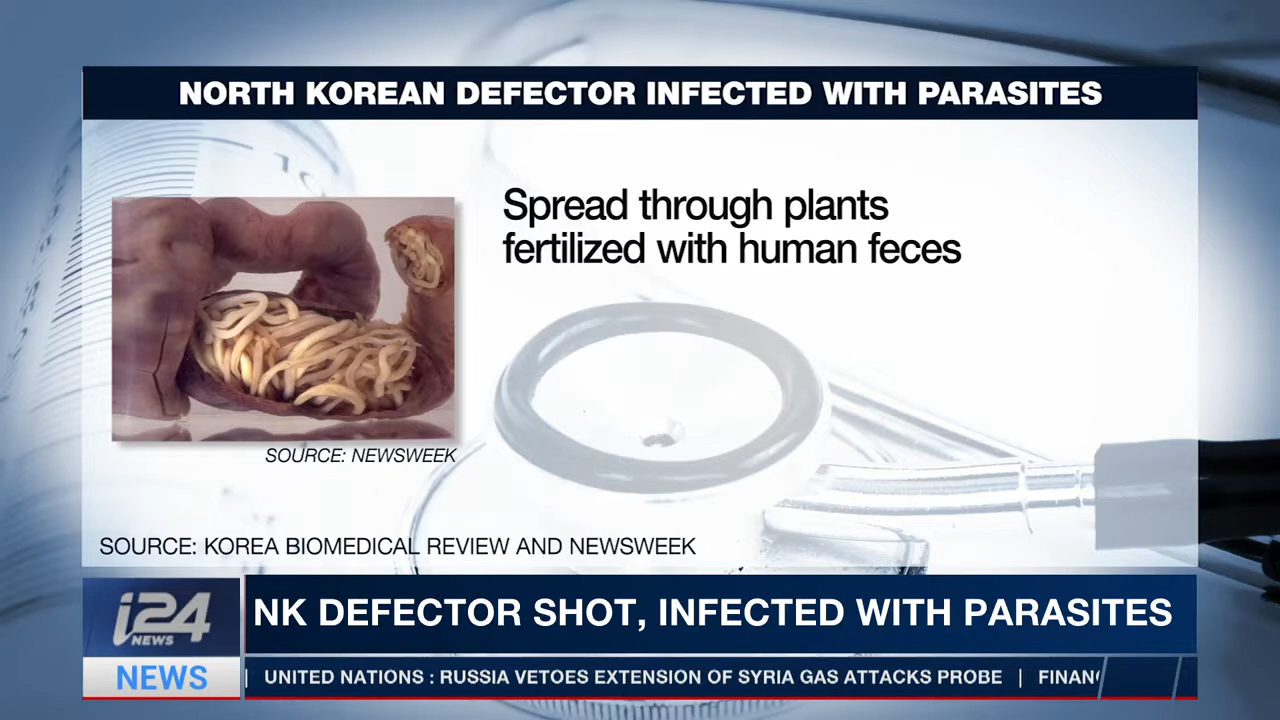 NORTH KOREAN DEFECTOR INFECTED WITH PARASITES
Spread through plants
fertilized with human feces
SOURCE: NEWSWEEK
SOURCE: KOREA BIOMEDICAL REVIEW AND NEWSWEEK
i24
NEWS
NK DEFECTOR SHOT, INFECTED WITH PARASITES
NEWS
| UNITED NATIONS : RUSSIA VETOES EXTENSION OF SYRIA GAS ATTACKS PROBE |